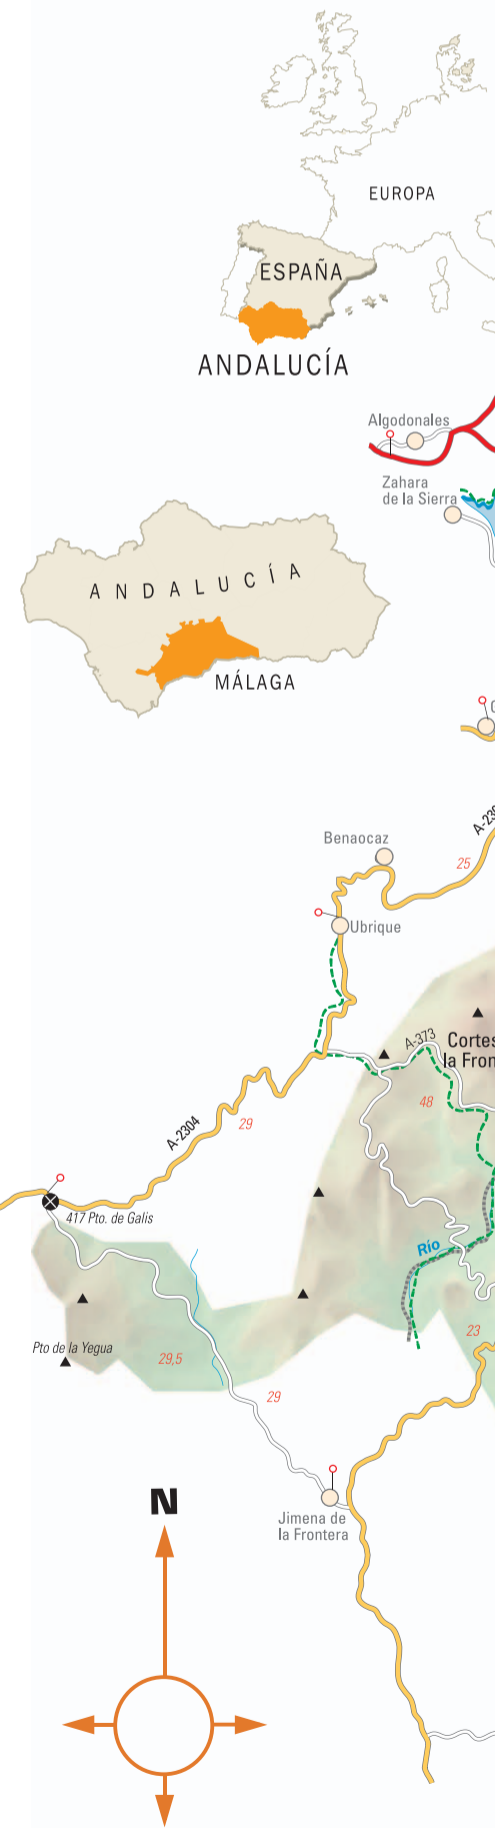 EUROPA
ESPAÑA
ANDALUCÍA
Algodonales
Zahara
de la Sierra
ANDALUCÍA
MÁLAGA
Benaocaz
25
Ubrique
A-373
Cortes
la Fron
48
A-2304
29
417 Pto. de Galis
Río
Pto de la Yegua
29,5
23
29
N
Jimena de
la Frontera